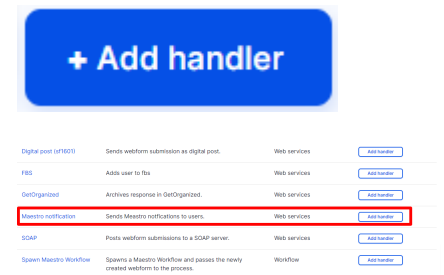 + Add handler
Digital post (sf1601) Sends webform submission as digital post. Web services Add handler
FBS Adds user to fbs Web services Add handler
GetOrganized Archives response in GetOrganized. Web services Add handler
Maestro notification Sends Meastro notffications to users. Web services Add handler
SOAP Posts webform submissions to a SOAP server. Web services Add handler
Spawn Maestro Workflow Spawns a Maestro Workflow and passes the newly Workflow Add handler
created webform to the process.